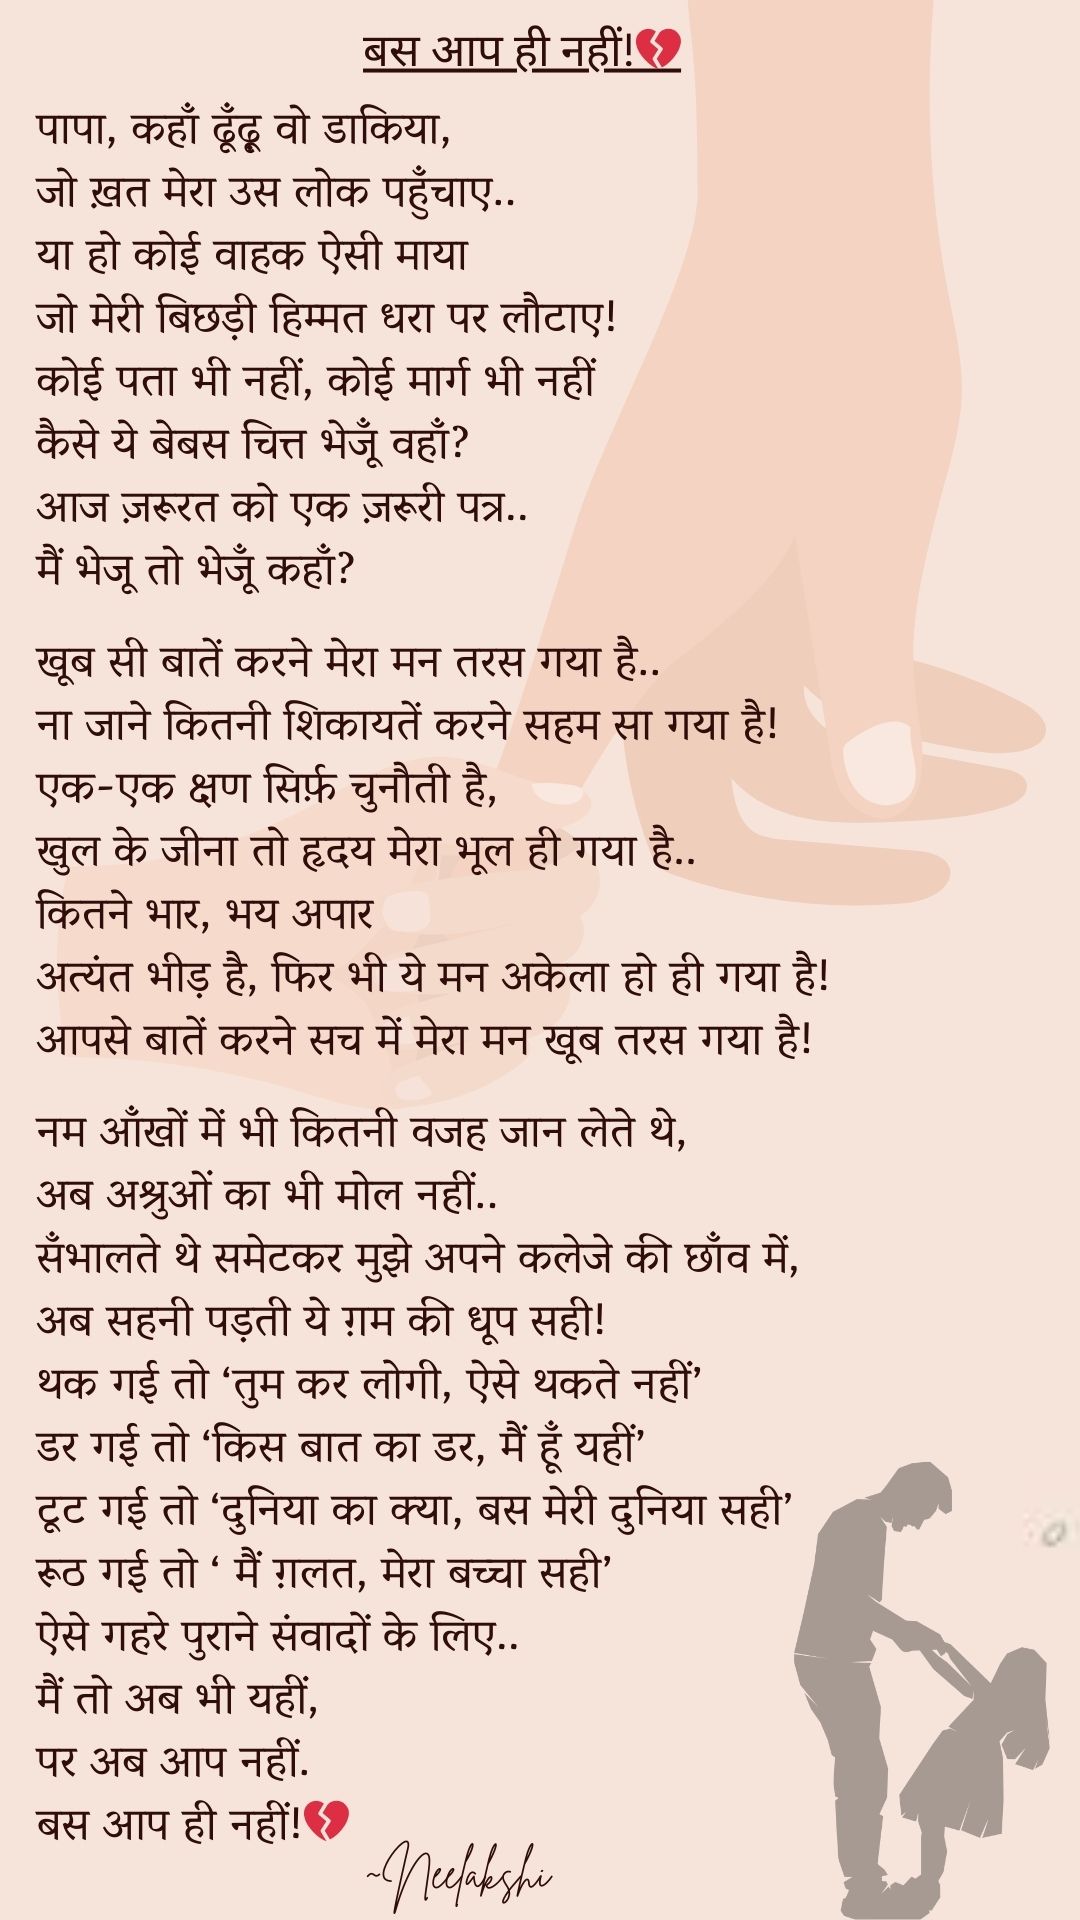 बस आप ही नहीं!💔
पापा, कहाँ ढूँढू वो डाकिया,
जो ख़त मेरा उस लोक पहुँचाए..
या हो कोई वाहक ऐसी माया
जो मेरी बिछड़ी हिम्मत धरा पर लौटाए!
कोई पता भी नहीं, कोई मार्ग भी नहीं
कैसे ये बेबस चित्त भेजूँ वहाँ?
आज ज़रूरत को एक ज़रूरी पत्र..
मैं भेजू तो भेजूँ कहाँ?
खूब सी बातें करने मेरा मन तरस गया है..
ना जाने कितनी शिकायतें करने सहम सा गया है!
एक-एक क्षण सिर्फ़ चुनौती है,
खुल के जीना तो हृदय मेरा भूल ही गया है..
कितने भार, भय अपार
अत्यंत भीड़ है, फिर भी ये मन अकेला हो ही गया है!
आपसे बातें करने सच में मेरा मन खूब तरस गया है!
नम आँखों में भी कितनी वजह जान लेते थे,
अब अश्रुओं का भी मोल नहीं..
सँभालते थे समेटकर मुझे अपने कलेजे की छाँव में,
अब सहनी पड़ती ये ग़म की धूप सही!
थक गई तो ‘तुम कर लोगी, ऐसे थकते नहीं’
डर गई तो ‘किस बात का डर, मैं हूँ यहीं’
टूट गई तो ‘दुनिया का क्या, बस मेरी दुनिया सही’
रूठ गई तो ‘ मैं ग़लत, मेरा बच्चा सही’
ऐसे गहरे पुराने संवादों के लिए..
मैं तो अब भी यहीं,
पर अब आप नहीं.
बस आप ही नहीं!💔
~Neelakshi